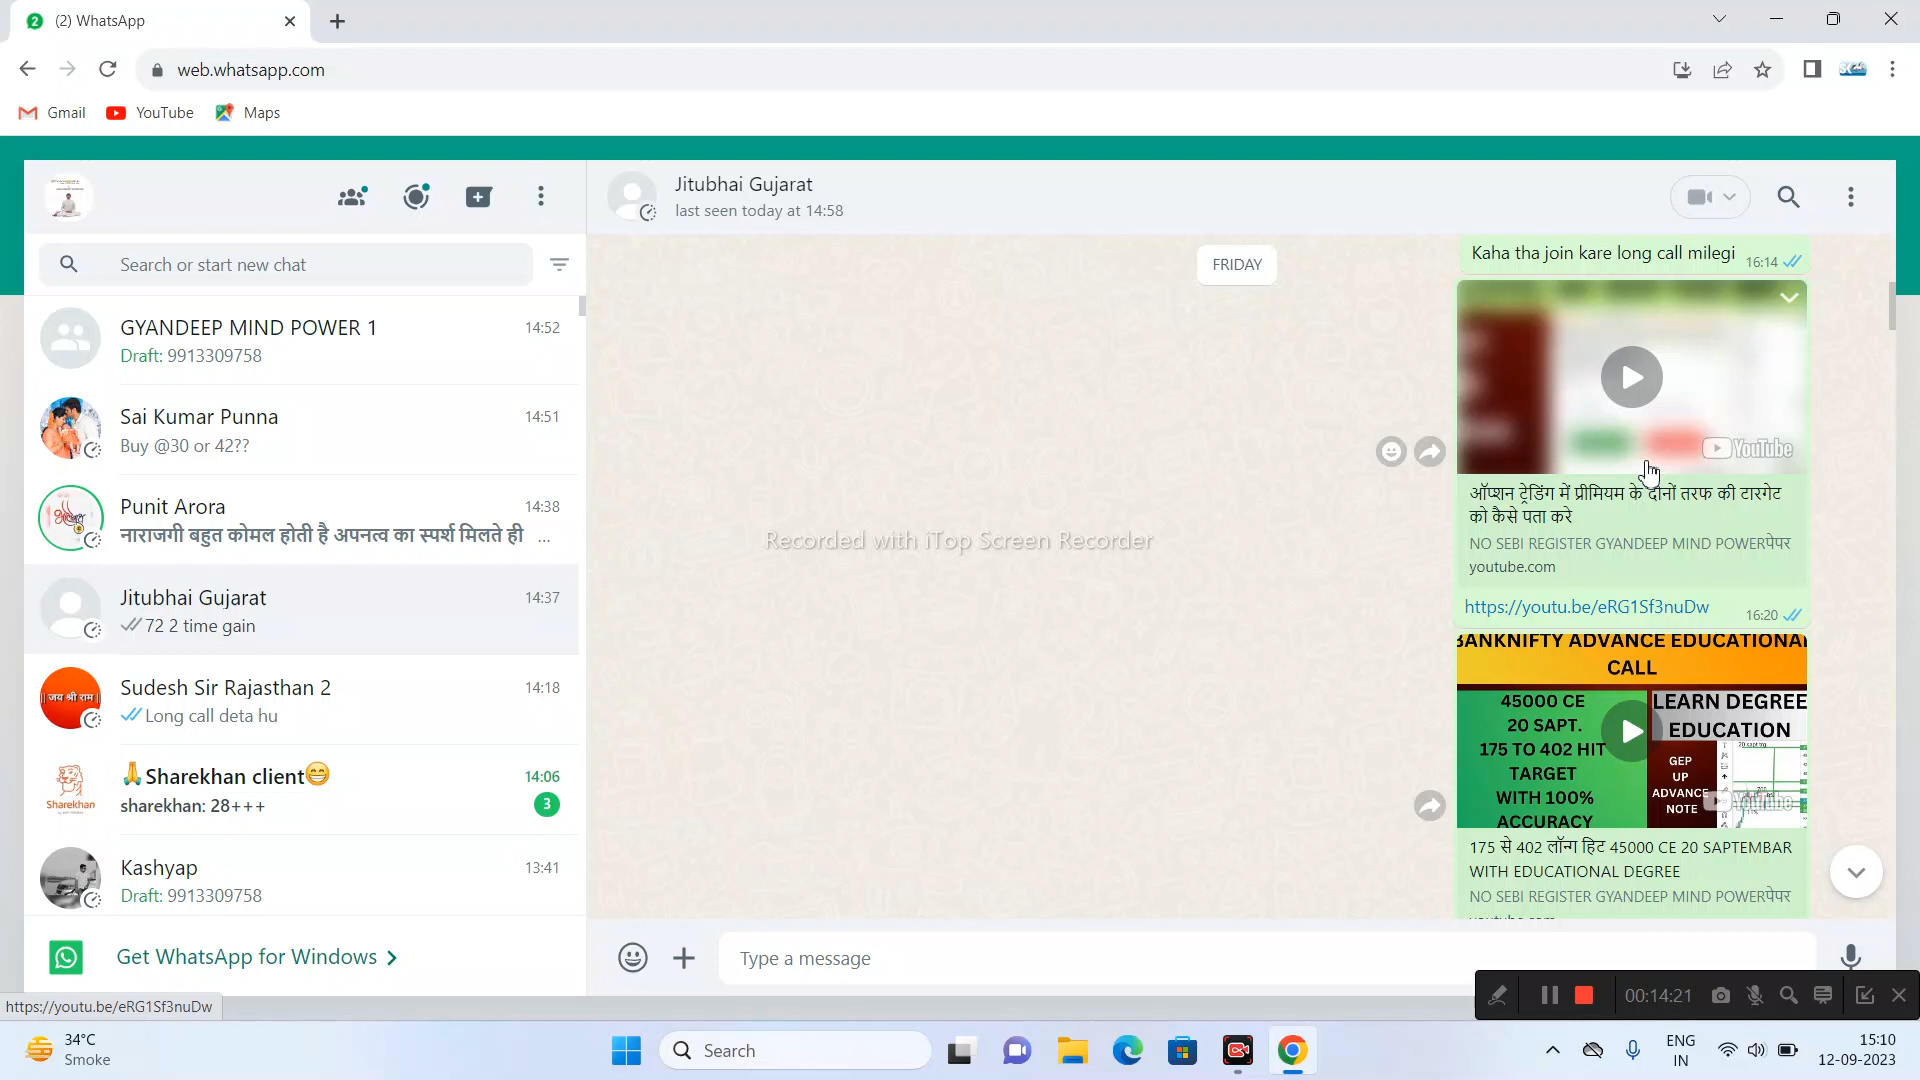 (2) WhatsApp
web.whatsapp.com
Gmail
YouTube
Maps
Jitubhai Gujarat
last seen today at 14:58
Search or start new chat
GYANDEEP MIND POWER 1
14:52
Draft: 9913309758
Sai Kumar Punna
14:51
Buy @30 or 42??
Punit Arora
14:38
नाराजगी बहुत कोमल होती है अपनत्व का स्पर्श मिलते ही ...
Jitubhai Gujarat
14:37
72 2 time gain
Sudesh Sir Rajasthan 2
14:18
Long call deta hu
जय श्री राम
🙏Sharekhan client😁
14:06
sharekhan: 28+++
3
Sharekhan
Kashyap
13:41
Draft: 9913309758
Get WhatsApp for Windows
https://youtu.be/eRG1Sf3nuDw
FRIDAY
Kaha tha join kare long call milegi
16:14
YouTube
ऑप्शन ट्रेडिंग में प्रीमियम के दोनों तरफ की टारगेट
को कैसे पता करे
NO SEBI REGISTER GYANDEEP MIND POWERपेपर
youtube.com
https://youtu.be/eRG1Sf3nuDw
16:20
BANKNIFTY ADVANCE EDUCATIONAL
CALL
45000 CE
20 SAPT.
175 TO 402 HIT
TARGET
WITH 100%
ACCURACY
LEARN DEGREE
EDUCATION
GEP
UP
ADVANCE
NOTE
YouTube
175 से 402 लॉन्ग हिट 45000 CE 20 SAPTEMBAR
WITH EDUCATIONAL DEGREE
NO SEBI REGISTER GYANDEEP MIND POWERपेपर
Recorded with iTop Screen Recorder
Type a message
00:14:21
34°C
Smoke
Search
ENG
IN
15:10
12-09-2023